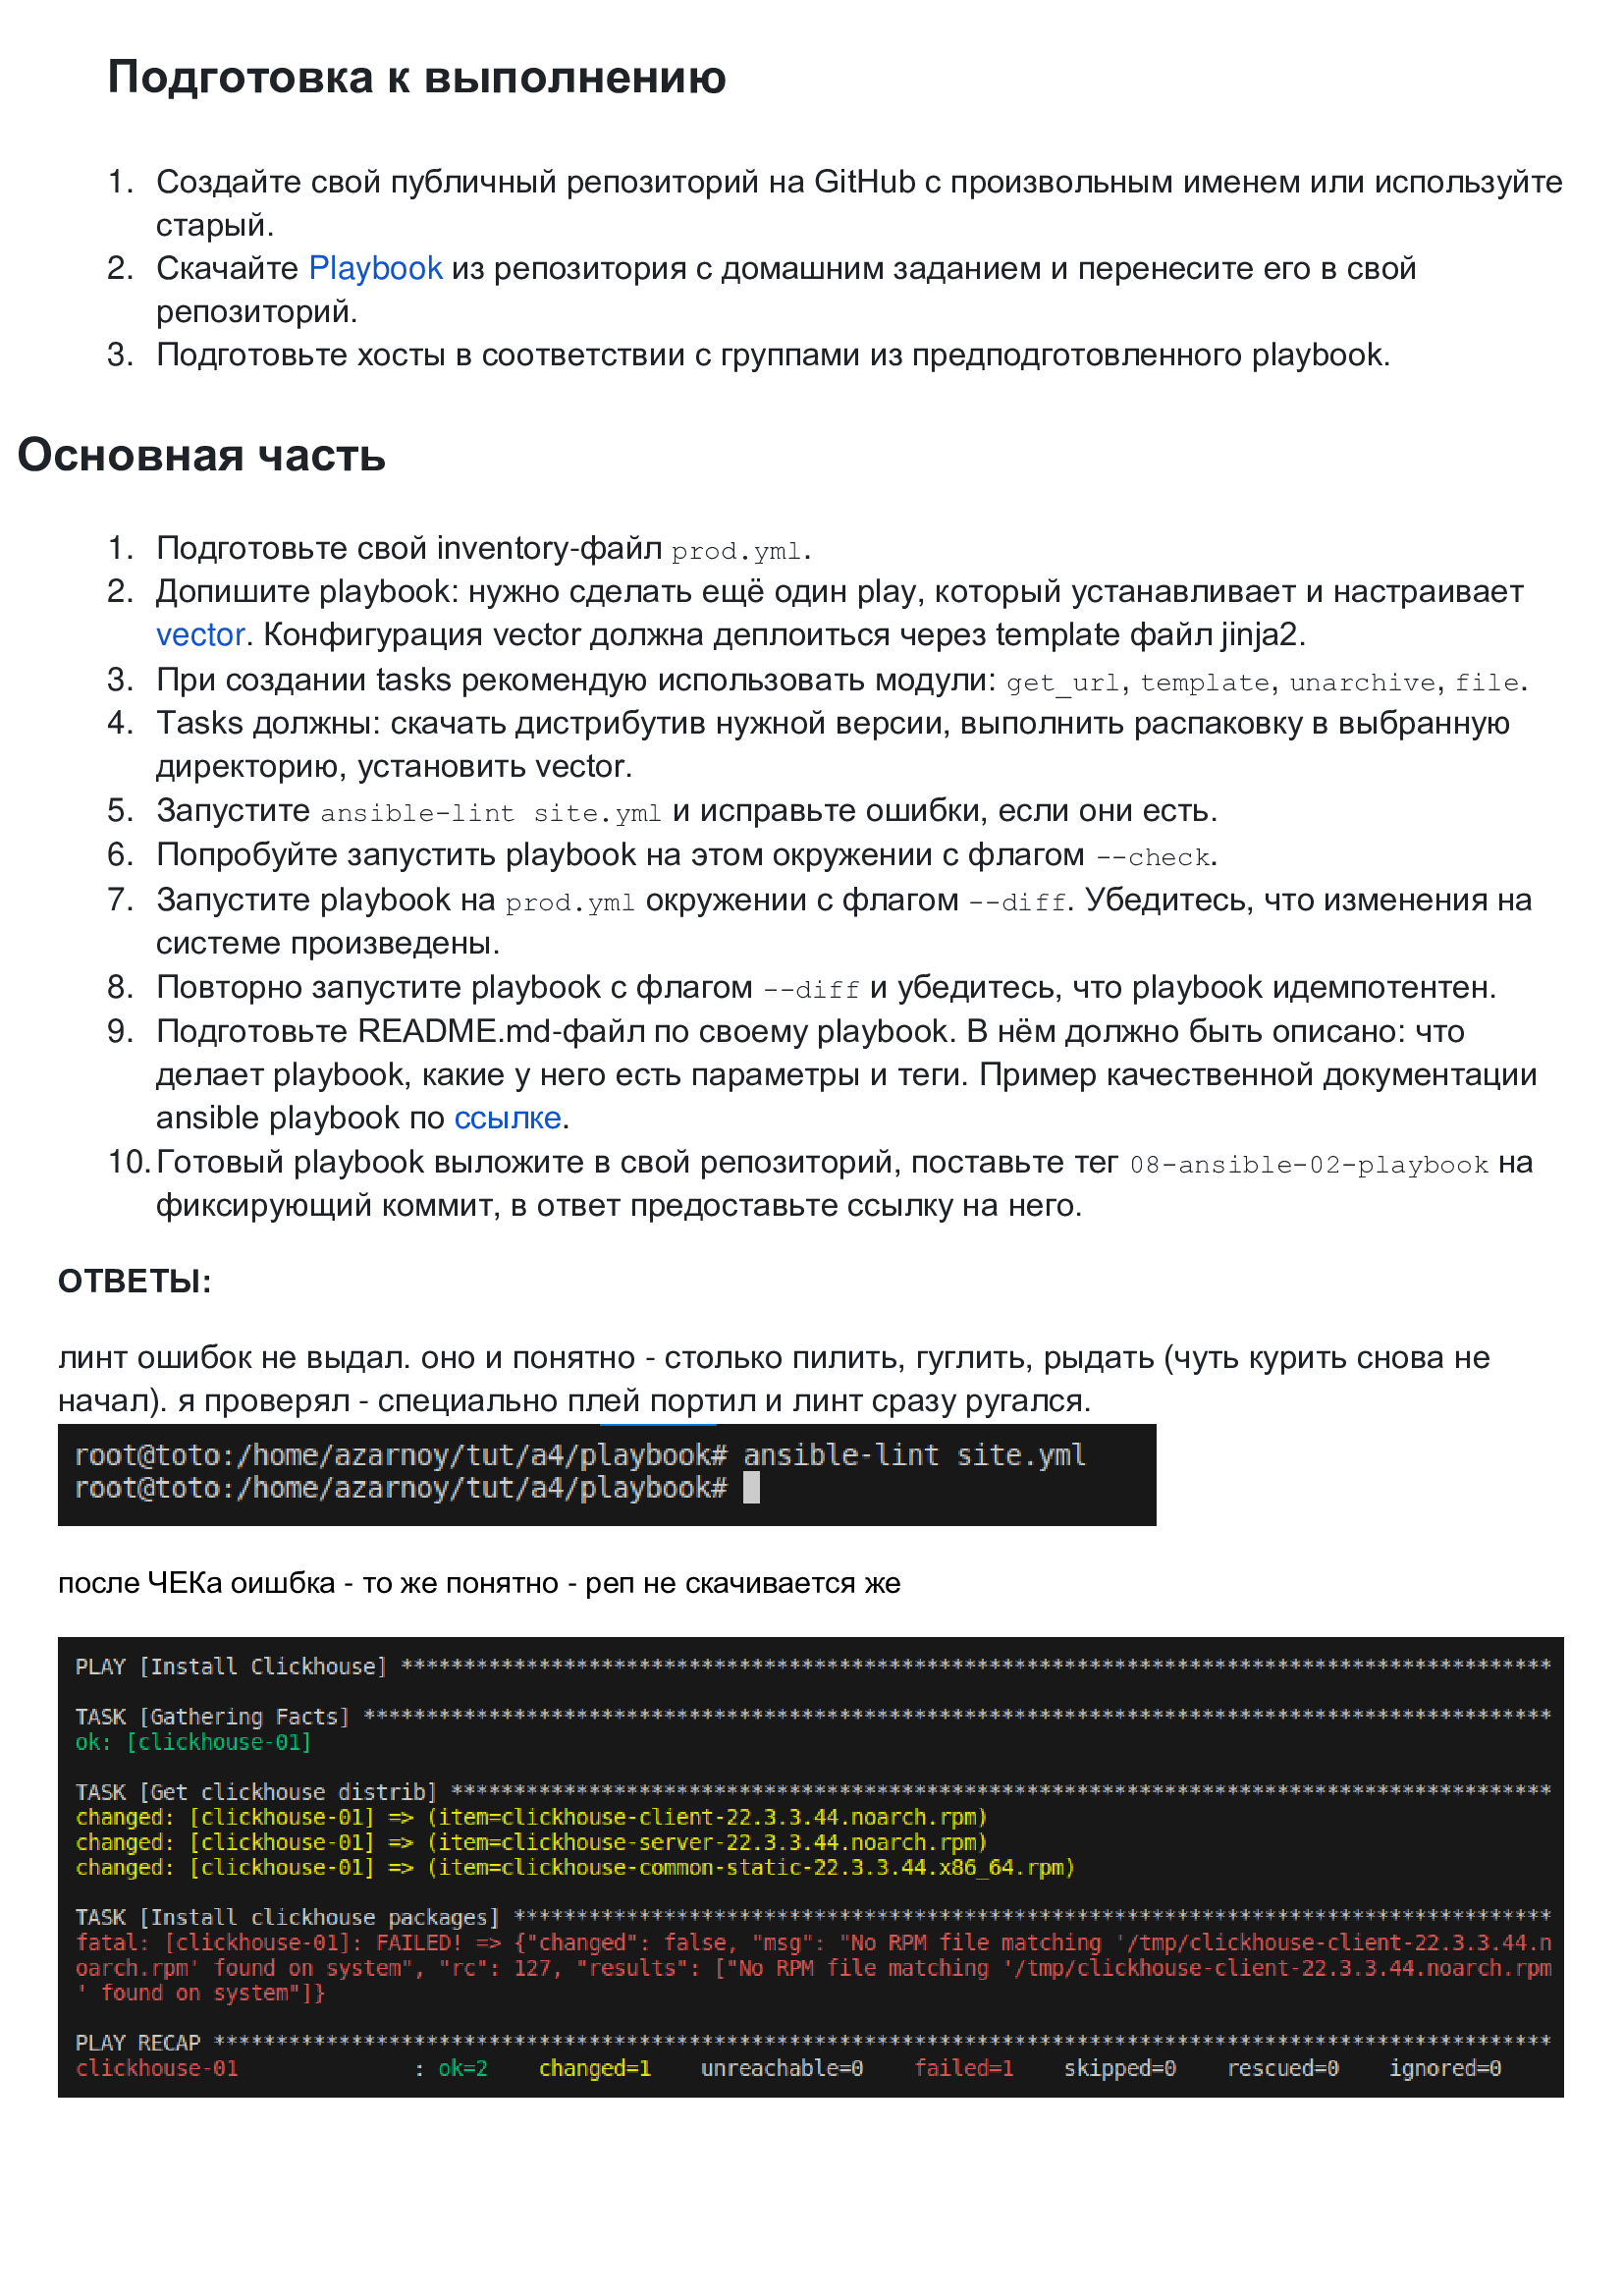 Подготовка к выполнению
1. Создайте свой публичный репозиторий на GitHub с произвольным именем или используйте
старый.
2. Скачайте Playbook из репозитория с домашним заданием и перенесите его в свой
репозиторий.
3. Подготовьте хосты в соответствии с группами из предподготовленного playbook.
Основная часть
1. Подготовьте свой inventory-файл prod.yml.
2. Допишите playbook: нужно сделать ещё один play, который устанавливает и настраивает
vector. Конфигурация vector должна деплоиться через template файл jinja2.
3. При создании tasks рекомендую использовать модули: get_url, template, unarchive, file.
4. Tasks должны: скачать дистрибутив нужной версии, выполнить распаковку в выбранную
директорию, установить vector.
5. Запустите ansible-lint site.yml и исправьте ошибки, если они есть.
6. Попробуйте запустить playbook на этом окружении с флагом --check.
7. Запустите playbook на prod.yml окружении с флагом --diff. Убедитесь, что изменения на
системе произведены.
8. Повторно запустите playbook с флагом --diff и убедитесь, что playbook идемпотентен.
9. Подготовьте README.md-файл по своему playbook. В нём должно быть описано: что
делает playbook, какие у него есть параметры и теги. Пример качественной документации
ansible playbook по ссылке.
10. Готовый playbook выложите в свой репозиторий, поставьте тег 08-ansible-02-playbook на
фиксирующий коммит, в ответ предоставьте ссылку на него.
ОТВЕТЫ:
линт ошибок не выдал. оно и понятно - столько пилить, гуглить, рыдать (чуть курить снова не
начал). я проверял - специально плей портил и линт сразу ругался.
root@toto:/home/azarnoy/tut/a4/playbook# ansible-lint site.yml
root@toto:/home/azarnoy/tut/a4/playbook#
после ЧЕКа оишбка - то же понятно - реп не скачивается же
PLAY [Install Clickhouse] *******************************************************************************************
TASK [Gathering Facts] **********************************************************************************************
ok: [clickhouse-01]
TASK [Get clickhouse distrib] ***************************************************************************************
changed: [clickhouse-01] => (item=clickhouse-client-22.3.3.44.noarch.rpm)
changed: [clickhouse-01] => (item=clickhouse-server-22.3.3.44.noarch.rpm)
changed: [clickhouse-01] => (item=clickhouse-common-static-22.3.3.44.x86_64.rpm)
TASK [Install clickhouse packages] **********************************************************************************
fatal: [clickhouse-01]: FAILED! => {"changed": false, "msg": "No RPM file matching '/tmp/clickhouse-client-22.3.3.44.n
oarch.rpm' found on system", "rc": 127, "results": ["No RPM file matching '/tmp/clickhouse-client-22.3.3.44.noarch.rpm
' found on system"]}
PLAY RECAP **********************************************************************************************************
clickhouse-01 : ok=2 changed=1 unreachable=0 failed=1 skipped=0 rescued=0 ignored=0